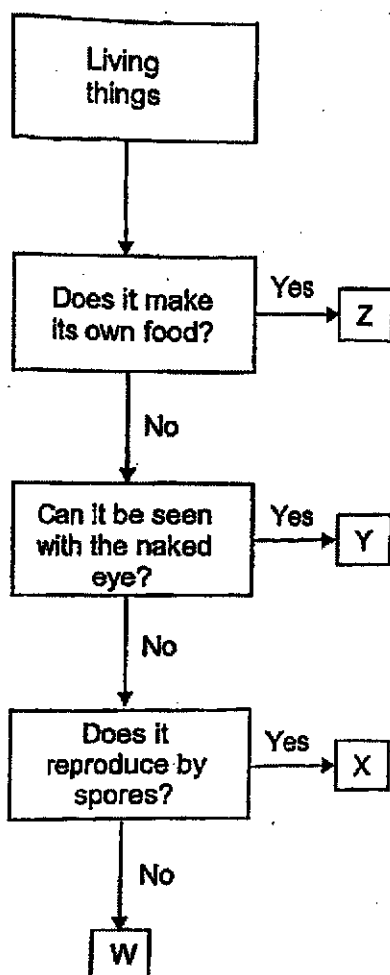 Living
things
Does it make
its own food?
Yes
Z
No
Can it be seen
with the naked
eye?
Yes
Y
No
Does it
reproduce by
spores?
Yes
X
No
W